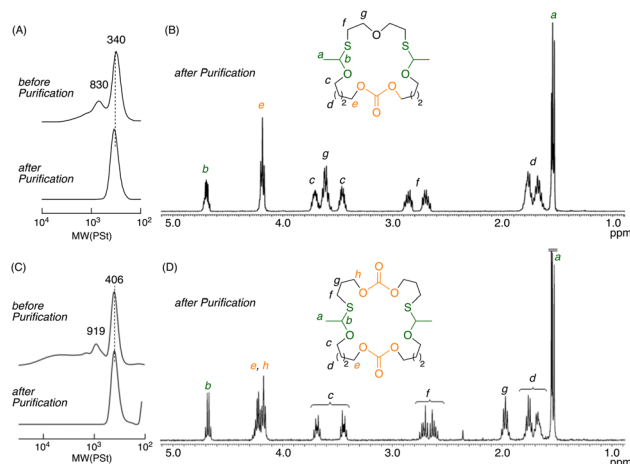 (A)
340
830
before
Purification
after
Purification
10⁴ 10³ 10²
MW(PSt)
(B)
after Purification
f g
O
S S
a b
O O
c
d 2 e O O 2
O
a
e
b
c g c
f
d
5.0 4.0 3.0 2.0 1.0
ppm
(C)
406
919
before
Purification
after
Purification
10⁴ 10³ 10²
MW(PSt)
(D)
after Purification
O
g h
O O
f
S S
a b
O O
c
d 2 e O O 2
O
a
b
e, h
c
f
g
d
5.0 4.0 3.0 2.0 1.0
ppm